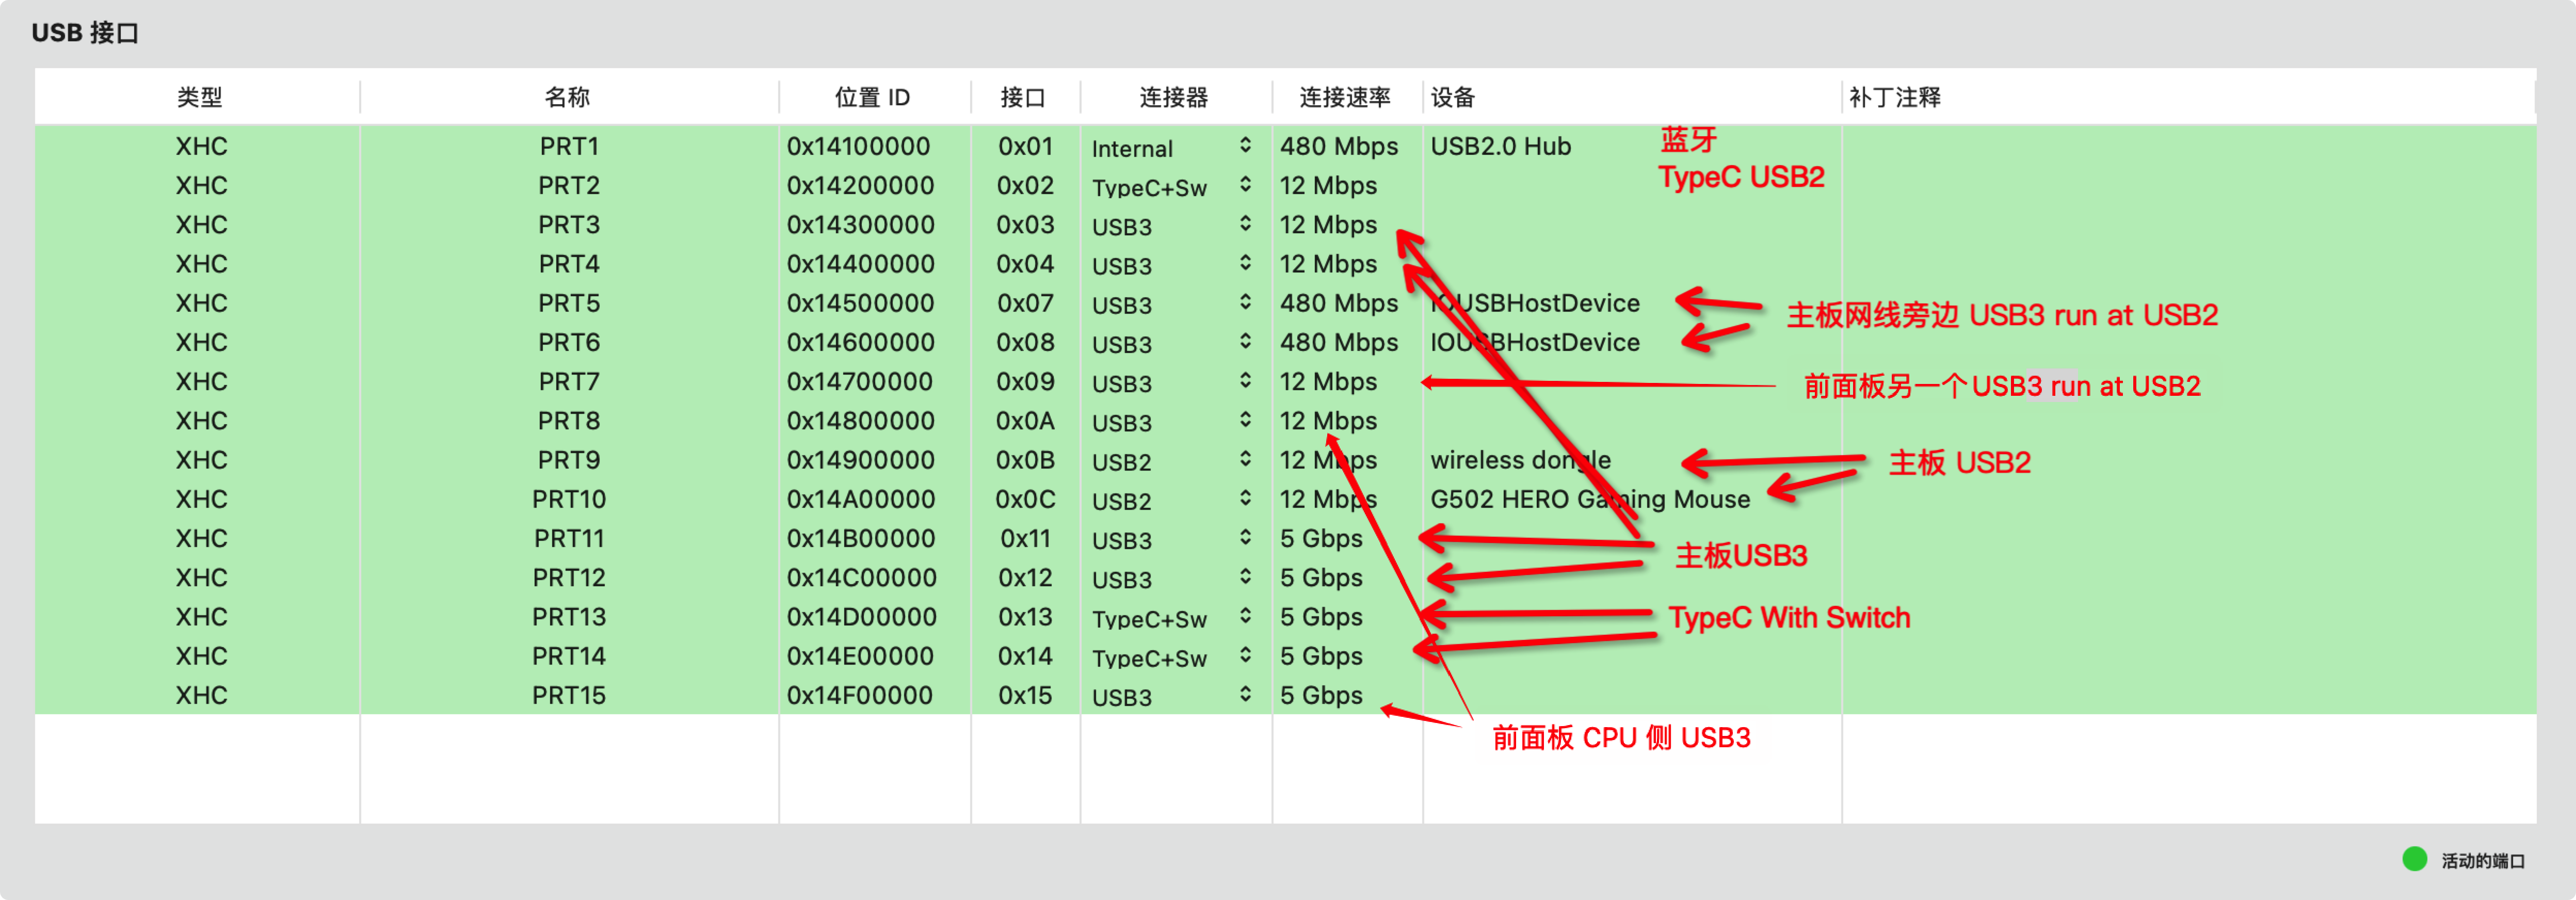 USB 接口
类型 名称 位置 ID 接口 连接器 连接速率 设备 补丁注释
XHC PRT1 0x14100000 0x01 Internal 480 Mbps USB2.0 Hub 蓝牙
XHC PRT2 0x14200000 0x02 TypeC+Sw 12 Mbps TypeC USB2
XHC PRT3 0x14300000 0x03 USB3 12 Mbps
XHC PRT4 0x14400000 0x04 USB3 12 Mbps
XHC PRT5 0x14500000 0x07 USB3 480 Mbps IOUSBHostDevice 主板网线旁边 USB3 run at USB2
XHC PRT6 0x14600000 0x08 USB3 480 Mbps IOUSBHostDevice
XHC PRT7 0x14700000 0x09 USB3 12 Mbps 前面板另一个USB3 run at USB2
XHC PRT8 0x14800000 0x0A USB3 12 Mbps
XHC PRT9 0x14900000 0x0B USB2 12 Mbps wireless dongle 主板 USB2
XHC PRT10 0x14A00000 0x0C USB2 12 Mbps G502 HERO Gaming Mouse
XHC PRT11 0x14B00000 0x11 USB3 5 Gbps 主板USB3
XHC PRT12 0x14C00000 0x12 USB3 5 Gbps
XHC PRT13 0x14D00000 0x13 TypeC+Sw 5 Gbps TypeC With Switch
XHC PRT14 0x14E00000 0x14 TypeC+Sw 5 Gbps
XHC PRT15 0x14F00000 0x15 USB3 5 Gbps
前面板 CPU 侧 USB3
活动的端口